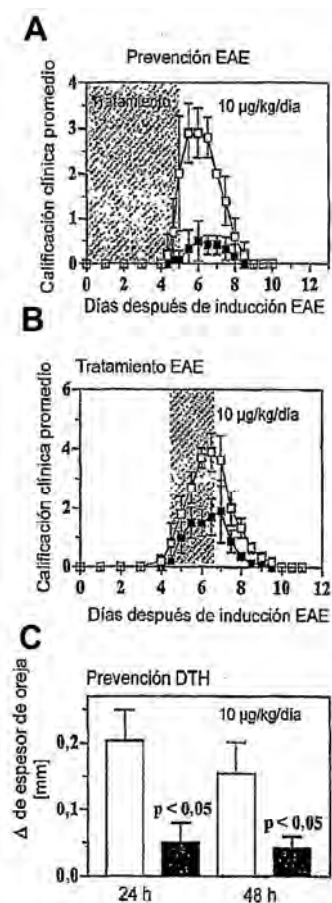 A
Prevención EAE
Calificación clínica promedio
4
3
2
1
0
Tratamiento
10 µg/kg/día
0 2 4 6 8 10 12
Días después de inducción EAE
B
Tratamiento EAE
Calificación clínica promedio
6
4
2
0
10 µg/kg/día
0 2 4 6 8 10 12
Días después de inducción EAE
C
Prevención DTH
Δ de espesor de oreja
[mm]
0,2
0,1
0,0
10 µg/kg/día
p < 0,05
p < 0,05
24 h 48 h